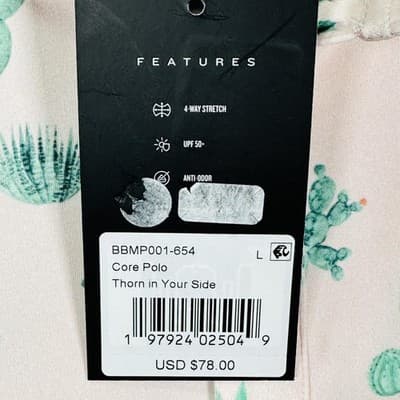 FEATURES
4-WAY STRETCH
UPF 50+
ANTI-ODOR
BBMP001-654 L
Core Polo
Thorn in Your Side
1 97924 02504 9
USD $78.00